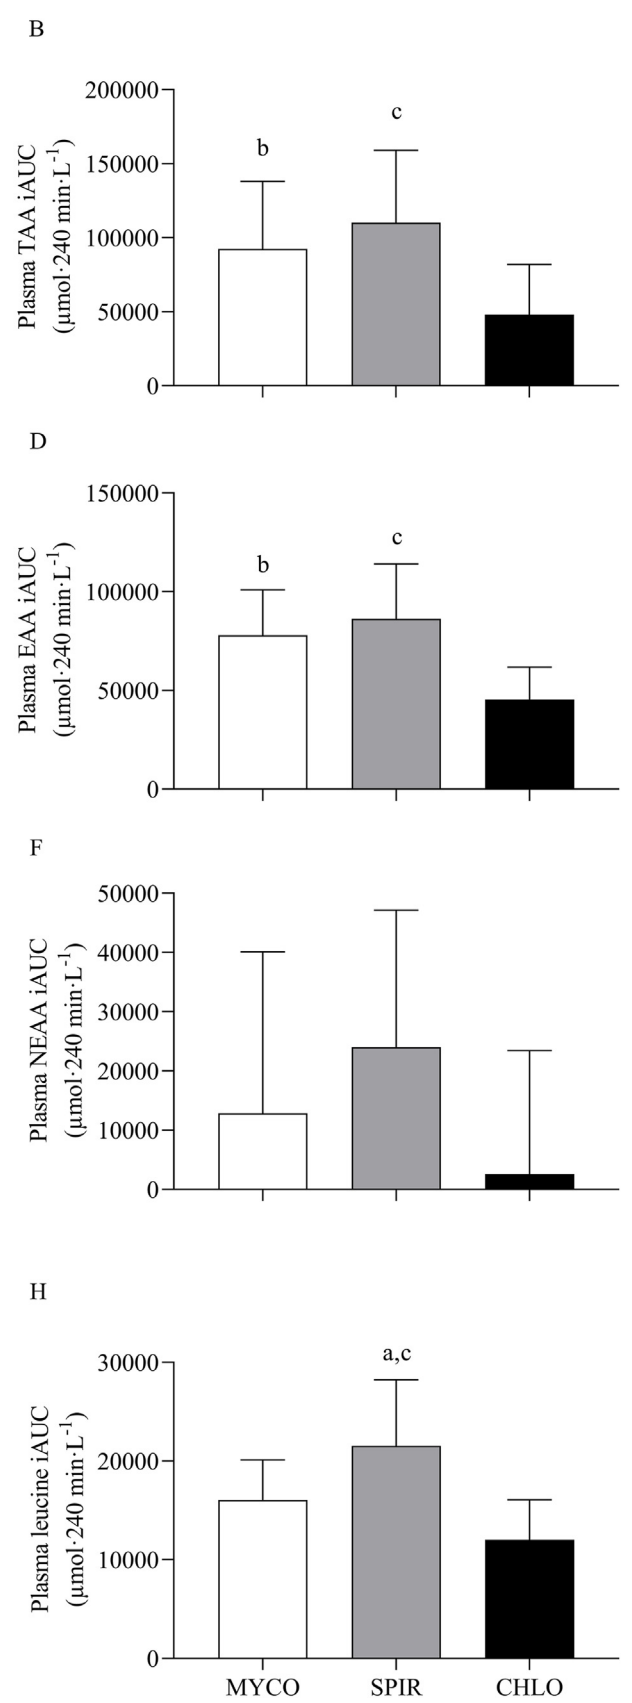 B
Plasma TAA iAUC
(µmol·240 min·L⁻¹)
200000
150000
100000
50000
0
b
c
D
Plasma EAA iAUC
(µmol·240 min·L⁻¹)
150000
100000
50000
0
b
c
F
Plasma NEAA iAUC
(µmol·240 min·L⁻¹)
50000
40000
30000
20000
10000
0
H
Plasma leucine iAUC
(µmol·240 min·L⁻¹)
30000
20000
10000
0
a,c
MYCO SPIR CHLO